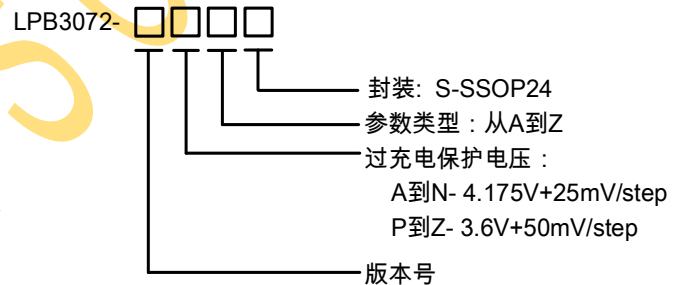 LPB3072- □□□□
封装: S-SSOP24
参数类型：从A到Z
过充电保护电压：
A到N- 4.175V+25mV/step
P到Z- 3.6V+50mV/step
版本号